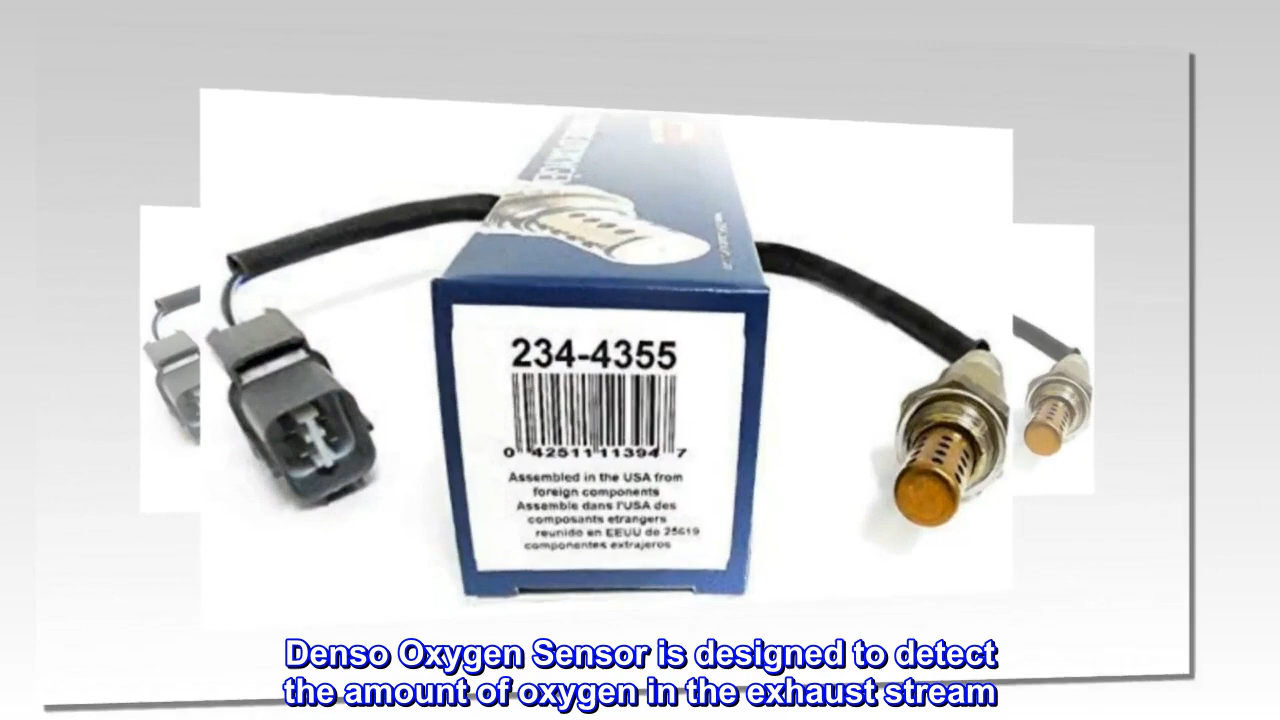 234-4355
0 42511 11394 7
Assembled in the USA from
foreign components
Assemble dans l'USA des
composants etrangers
reunido en EEUU de 25619
componentes extrajeros
Denso Oxygen Sensor is designed to detect
the amount of oxygen in the exhaust stream